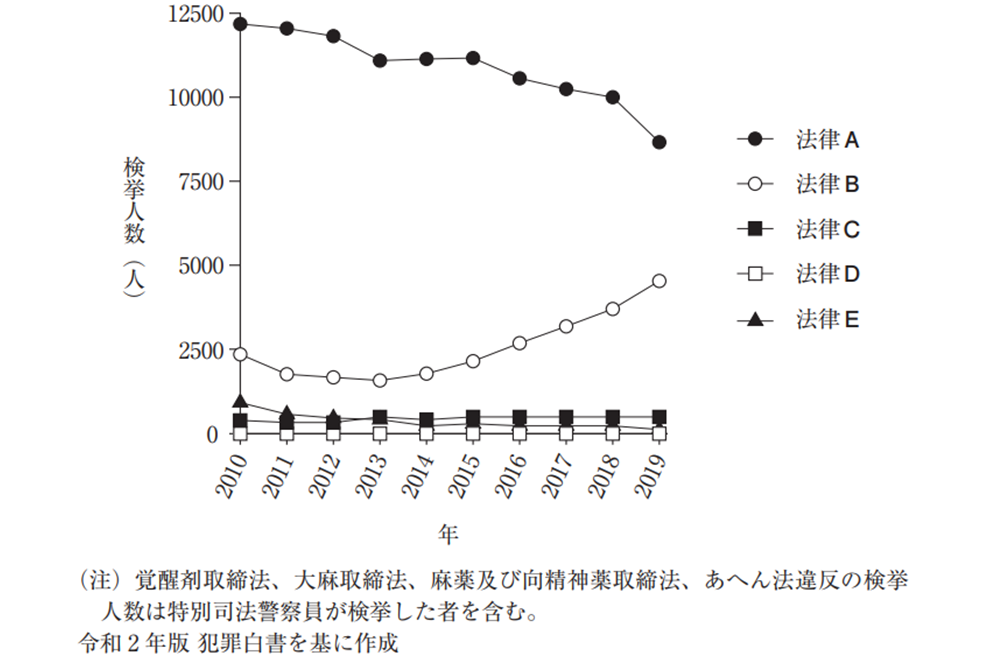 12500
10000
7500
5000
2500
0
検挙人数（人）
2010
2011
2012
2013
2014
2015
2016
2017
2018
2019
年
法律A
法律B
法律C
法律D
法律E
（注）覚醒剤取締法、大麻取締法、麻薬及び向精神薬取締法、あへん法違反の検挙
人数は特別司法警察員が検挙した者を含む。
令和2年版 犯罪白書を基に作成